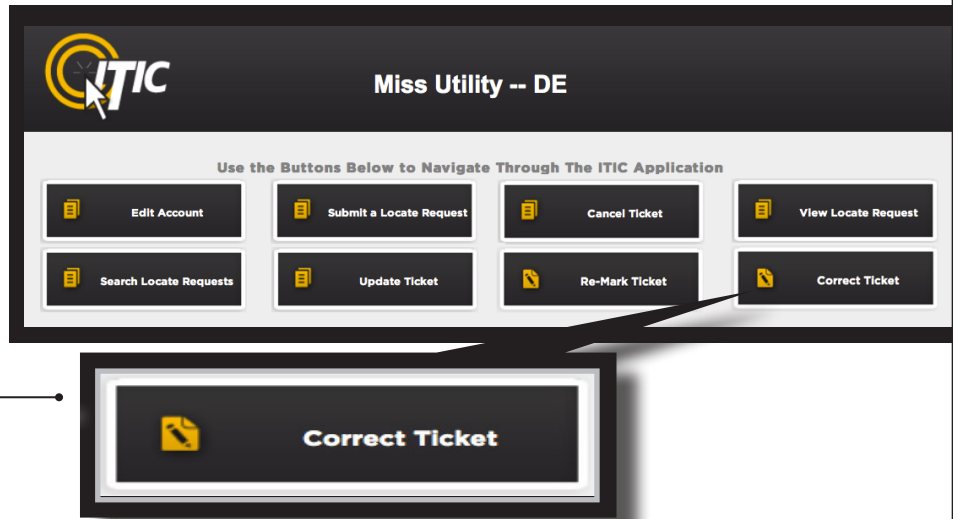 ITIC
Miss Utility -- DE
Use the Buttons Below to Navigate Through The ITIC Application
Edit Account
Submit a Locate Request
Cancel Ticket
View Locate Request
Search Locate Requests
Update Ticket
Re-Mark Ticket
Correct Ticket
Correct Ticket